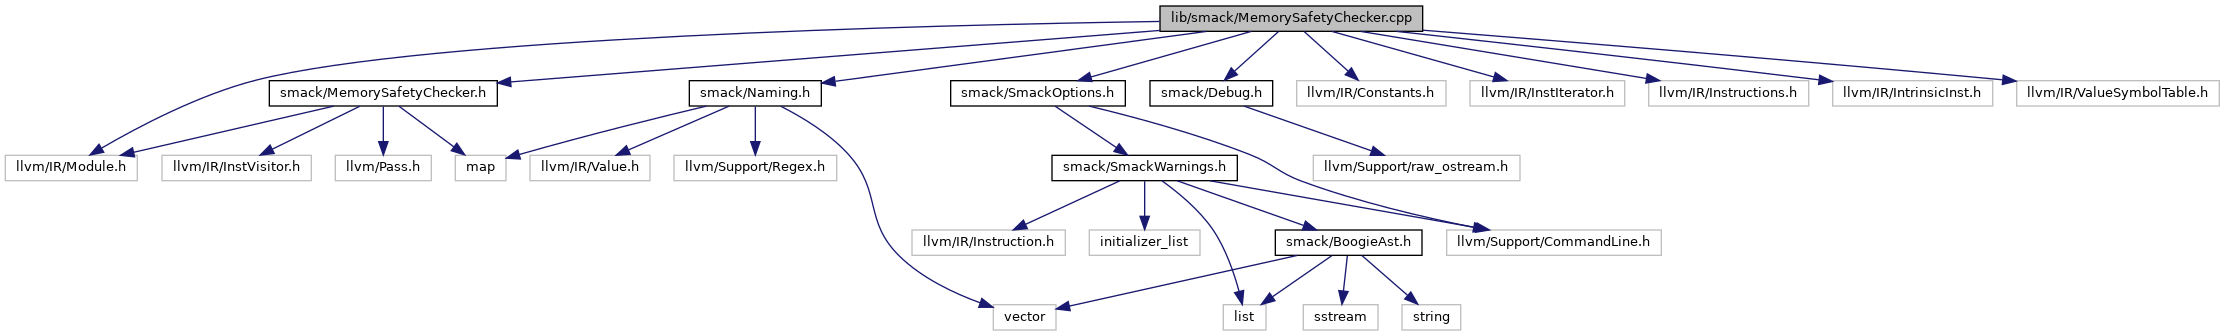 lib/smack/MemorySafetyChecker.cpp
smack/MemorySafetyChecker.h
smack/Naming.h
smack/SmackOptions.h
smack/Debug.h
llvm/IR/Constants.h
llvm/IR/InstIterator.h
llvm/IR/Instructions.h
llvm/IR/IntrinsicInst.h
llvm/IR/ValueSymbolTable.h
llvm/IR/Module.h
llvm/IR/InstVisitor.h
llvm/Pass.h
map
llvm/IR/Value.h
llvm/Support/Regex.h
smack/SmackWarnings.h
llvm/Support/raw_ostream.h
llvm/IR/Instruction.h
initializer_list
smack/BoogieAst.h
llvm/Support/CommandLine.h
vector
list
sstream
string